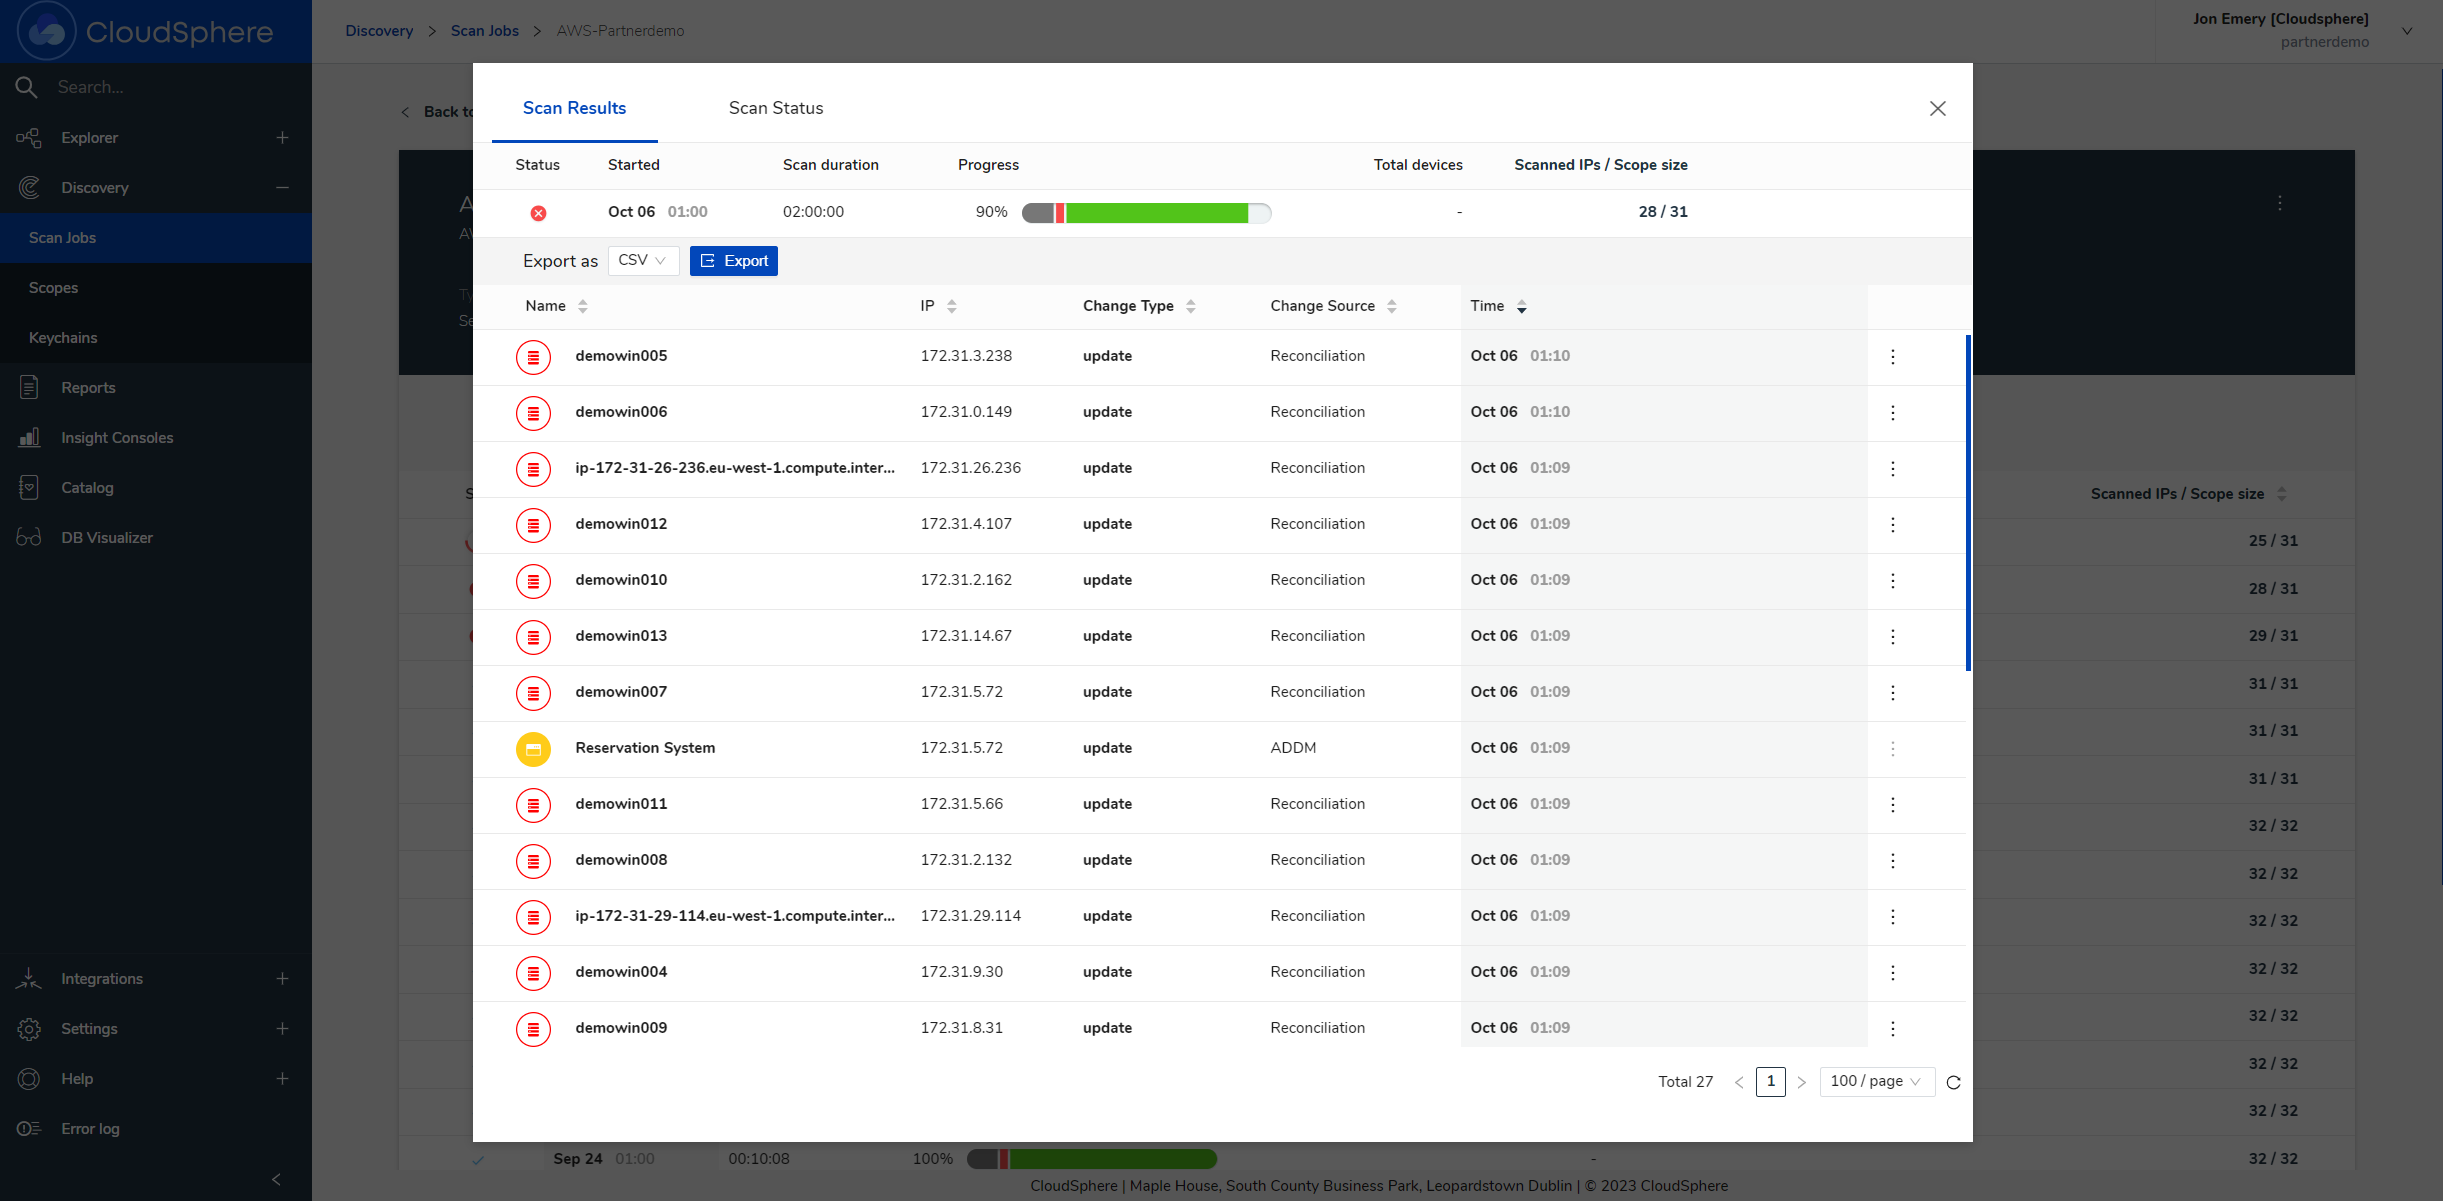 CloudSphere
Discovery > Scan Jobs > AWS-Partnerdemo
Jon Emery [Cloudsphere]
partnerdemo
Search...
Explorer
Discovery
Scan Jobs
Scopes
Keychains
Reports
Insight Consoles
Catalog
DB Visualizer
Integrations
Settings
Help
Error log
Back to
Scan Results Scan Status
Status Started Scan duration Progress Total devices Scanned IPs / Scope size
Oct 06 01:00 02:00:00 90% - 28 / 31
Export as CSV Export
Name IP Change Type Change Source Time
demowin005 172.31.3.238 update Reconciliation Oct 06 01:10
demowin006 172.31.0.149 update Reconciliation Oct 06 01:10
ip-172-31-26-236.eu-west-1.compute.inter... 172.31.26.236 update Reconciliation Oct 06 01:09
demowin012 172.31.4.107 update Reconciliation Oct 06 01:09
demowin010 172.31.2.162 update Reconciliation Oct 06 01:09
demowin013 172.31.14.67 update Reconciliation Oct 06 01:09
demowin007 172.31.5.72 update Reconciliation Oct 06 01:09
Reservation System 172.31.5.72 update ADDM Oct 06 01:09
demowin011 172.31.5.66 update Reconciliation Oct 06 01:09
demowin008 172.31.2.132 update Reconciliation Oct 06 01:09
ip-172-31-29-114.eu-west-1.compute.inter... 172.31.29.114 update Reconciliation Oct 06 01:09
demowin004 172.31.9.30 update Reconciliation Oct 06 01:09
demowin009 172.31.8.31 update Reconciliation Oct 06 01:09
Total 27 < 1 > 100 / page
Scanned IPs / Scope size
25 / 31
28 / 31
29 / 31
31 / 31
31 / 31
31 / 31
32 / 32
32 / 32
32 / 32
32 / 32
32 / 32
32 / 32
32 / 32
Sep 24 01:00 00:10:08 100% - 32 / 32
CloudSphere | Maple House, South County Business Park, Leopardstown Dublin | © 2023 CloudSphere